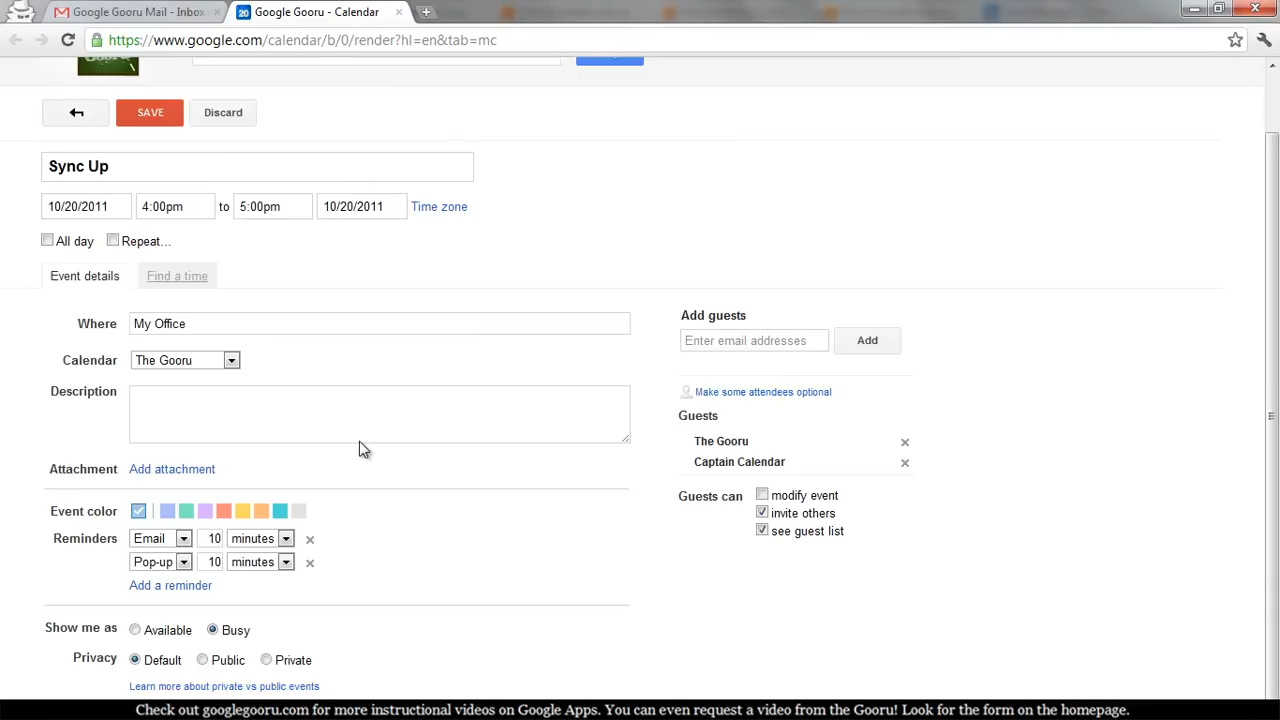 Google Gooru Mail - Inbox
Google Gooru - Calendar
https://www.google.com/calendar/b/0/render?hl=en&tab=mc
SAVE
Discard
Sync Up
10/20/2011 4:00pm to 5:00pm 10/20/2011 Time zone
All day Repeat...
Event details Find a time
Where My Office
Calendar The Gooru
Description
Attachment Add attachment
Event color
Reminders Email 10 minutes
Pop-up 10 minutes
Add a reminder
Show me as Available Busy
Privacy Default Public Private
Learn more about private vs public events
Add guests
Enter email addresses Add
Make some attendees optional
Guests
The Gooru
Captain Calendar
Guests can modify event
invite others
see guest list
Check out googlegooru.com for more instructional videos on Google Apps. You can even request a video from the Gooru! Look for the form on the homepage.